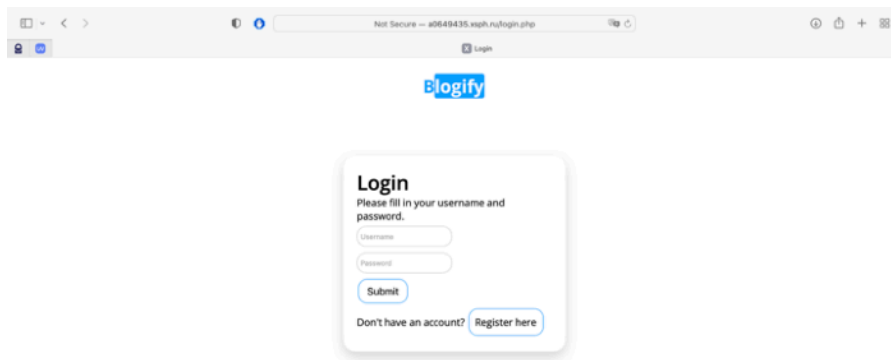 Not Secure — a0649435.xsph.ru/login.php
Login
Blogify
Login
Please fill in your username and
password.
Username
Password
Submit
Don't have an account? Register here